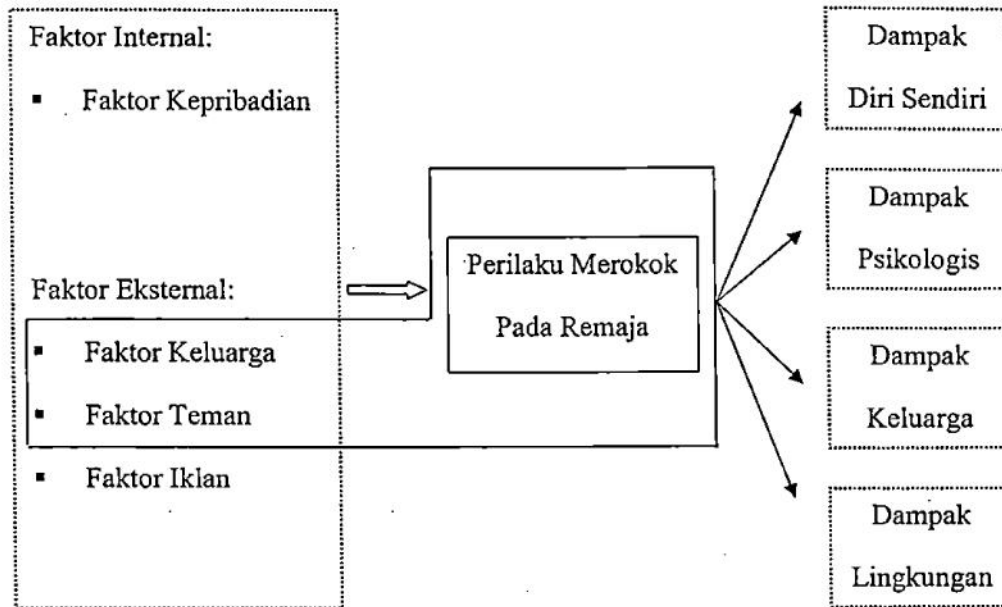 Faktor Internal:
▪ Faktor Kepribadian
Faktor Eksternal:
▪ Faktor Keluarga
▪ Faktor Teman
▪ Faktor Iklan
Perilaku Merokok
Pada Remaja
Dampak
Diri Sendiri
Dampak
Psikologis
Dampak
Keluarga
Dampak
Lingkungan